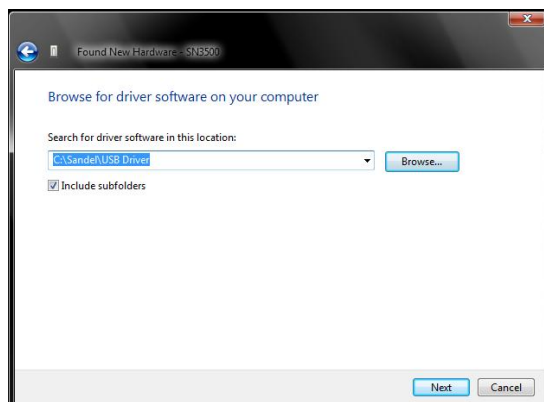 Found New Hardware - SN3500
Browse for driver software on your computer
Search for driver software in this location:
C:\Sandel\USB Driver
Browse...
Include subfolders
Next
Cancel